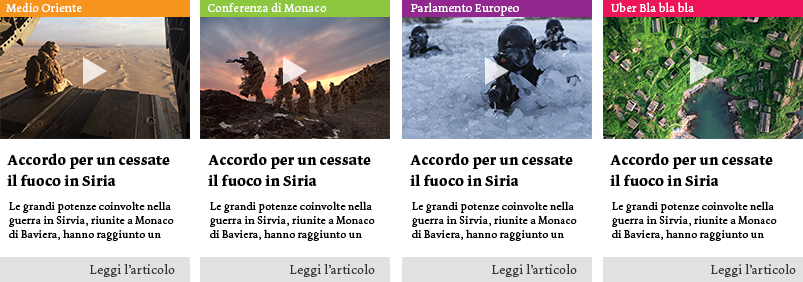 Medio Oriente
Accordo per un cessate
il fuoco in Siria
Le grandi potenze coinvolte nella
guerra in Sirvia, riunite a Monaco
di Baviera, hanno raggiunto un
Leggi l'articolo
Conferenza di Monaco
Accordo per un cessate
il fuoco in Siria
Le grandi potenze coinvolte nella
guerra in Sirvia, riunite a Monaco
di Baviera, hanno raggiunto un
Leggi l'articolo
Parlamento Europeo
Accordo per un cessate
il fuoco in Siria
Le grandi potenze coinvolte nella
guerra in Sirvia, riunite a Monaco
di Baviera, hanno raggiunto un
Leggi l'articolo
Uber Bla bla bla
Accordo per un cessate
il fuoco in Siria
Le grandi potenze coinvolte nella
guerra in Sirvia, riunite a Monaco
di Baviera, hanno raggiunto un
Leggi l'articolo